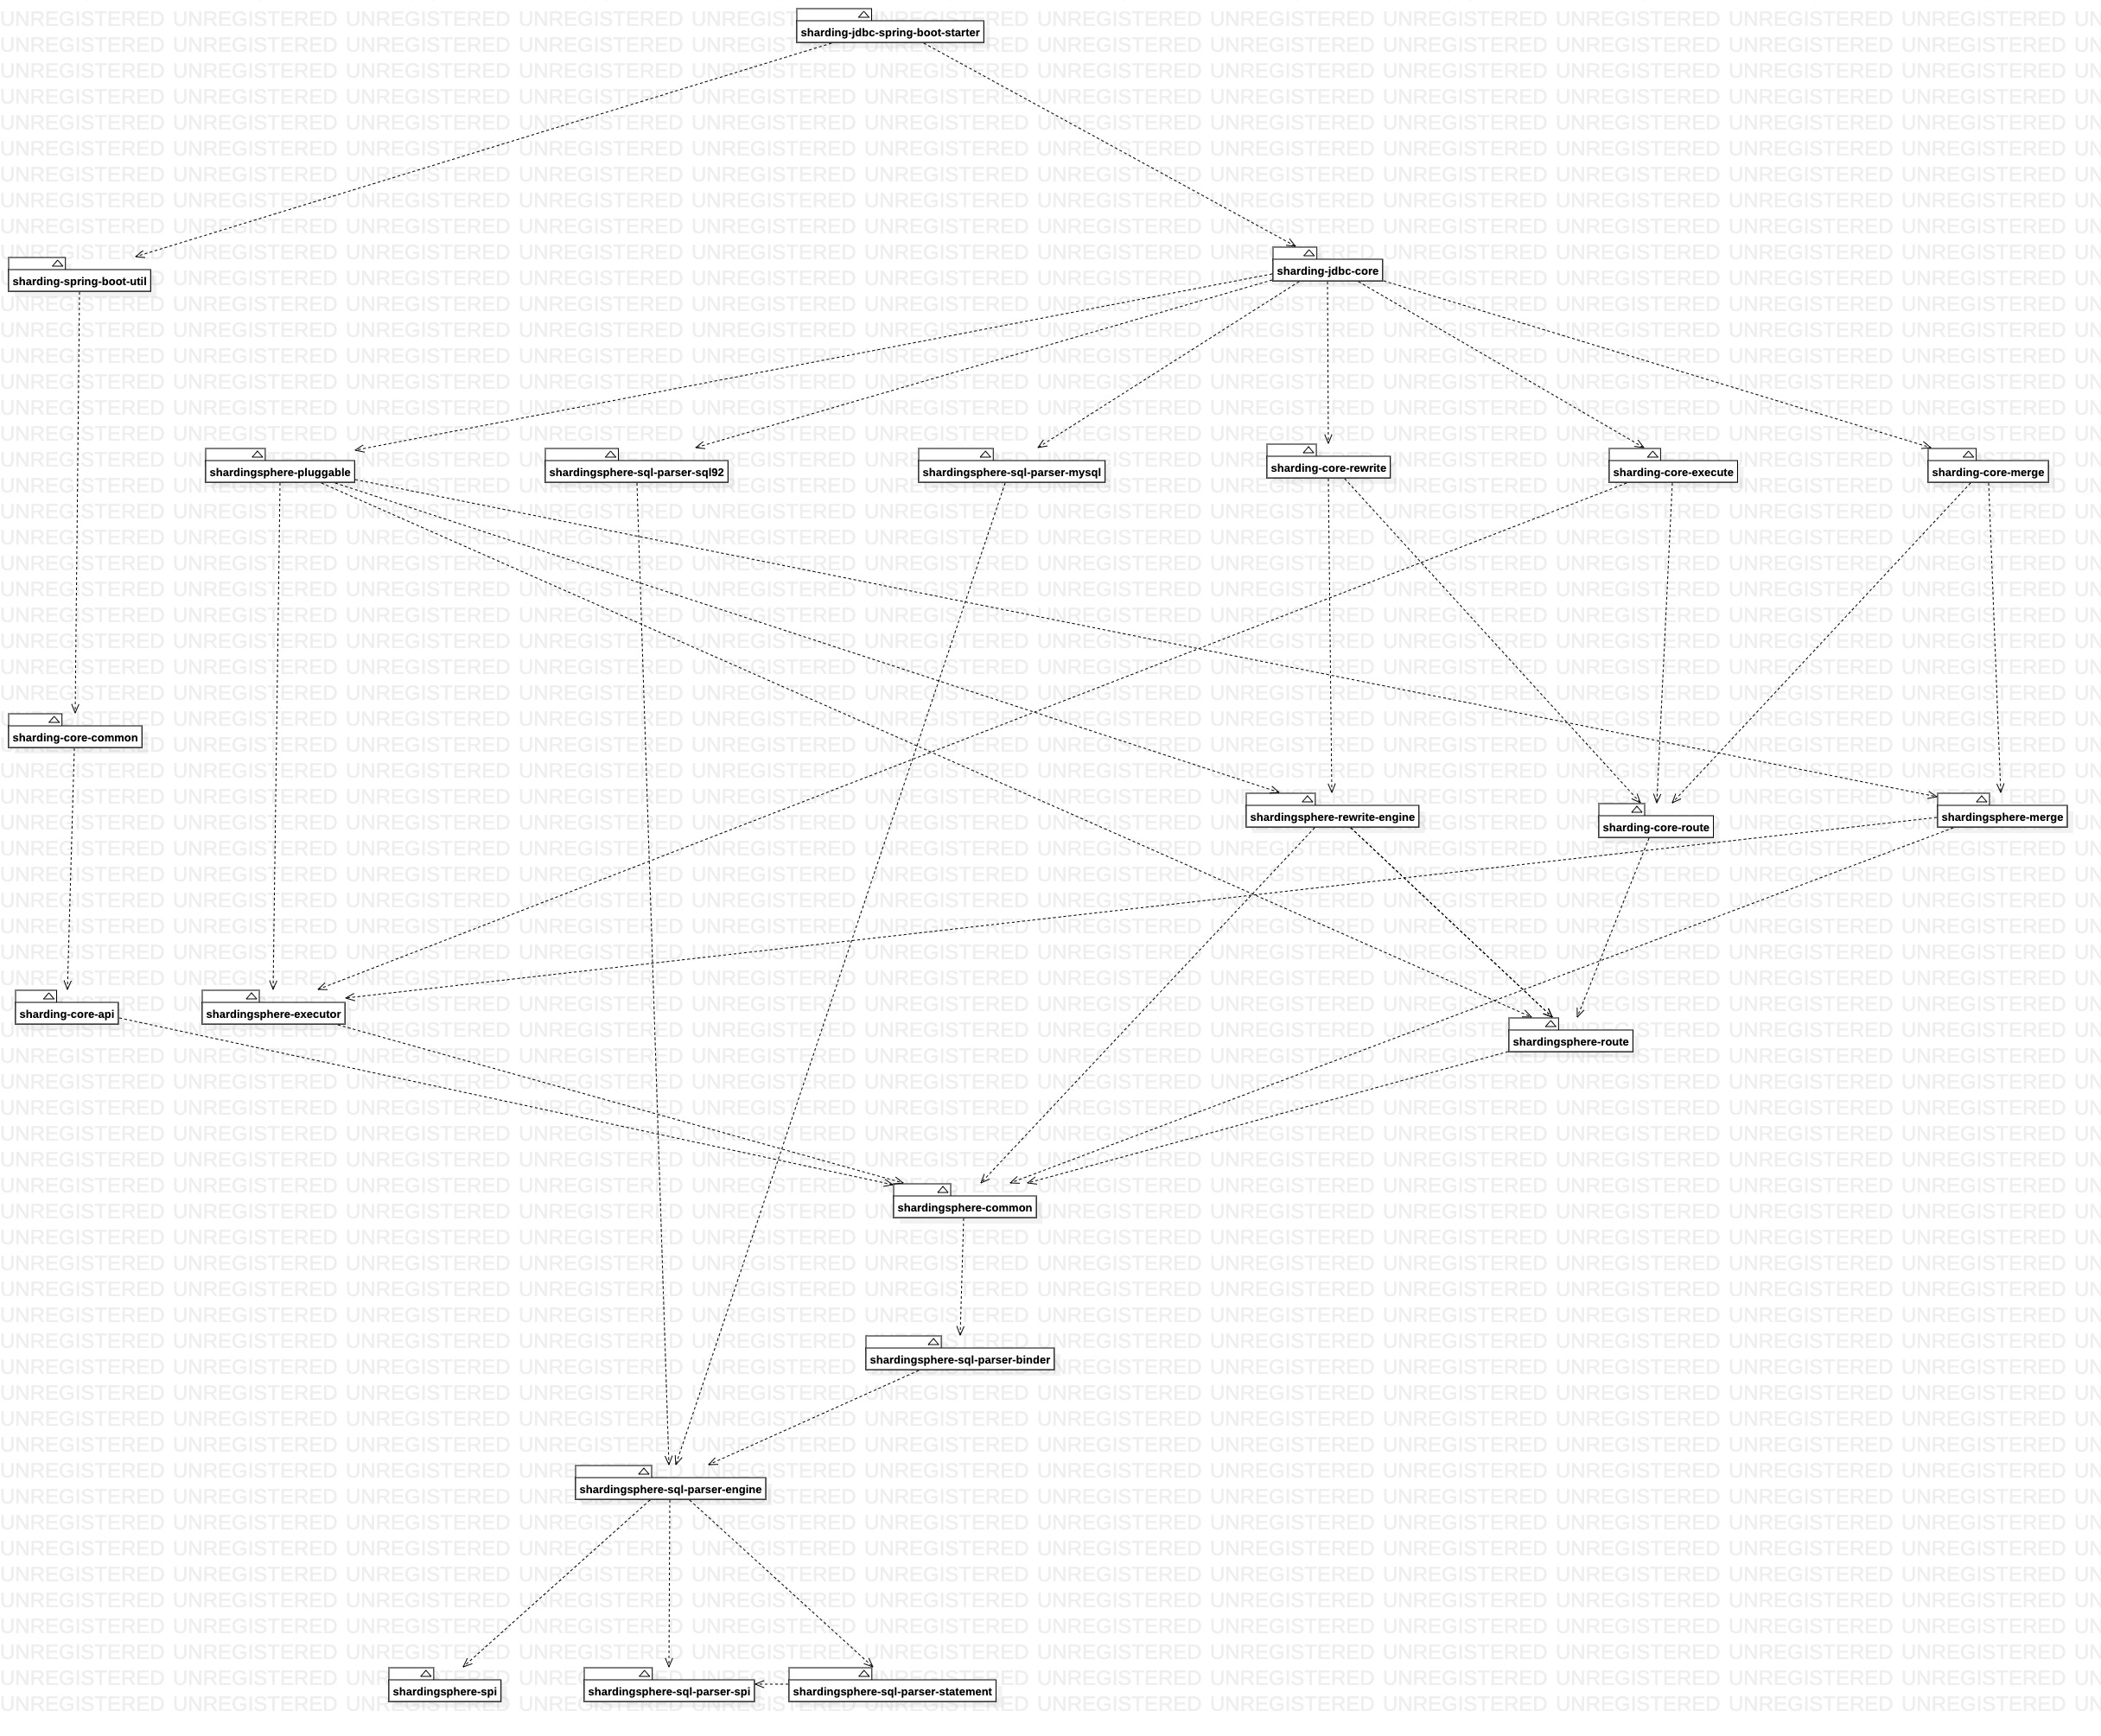 sharding-jdbc-spring-boot-starter
sharding-spring-boot-util
sharding-jdbc-core
shardingsphere-pluggable
shardingsphere-sql-parser-sql92
shardingsphere-sql-parser-mysql
sharding-core-rewrite
sharding-core-execute
sharding-core-merge
sharding-core-common
shardingsphere-rewrite-engine
sharding-core-route
shardingsphere-merge
sharding-core-api
shardingsphere-executor
shardingsphere-route
shardingsphere-common
shardingsphere-sql-parser-binder
shardingsphere-sql-parser-engine
shardingsphere-spi
shardingsphere-sql-parser-spi
shardingsphere-sql-parser-statement
UNREGISTERED